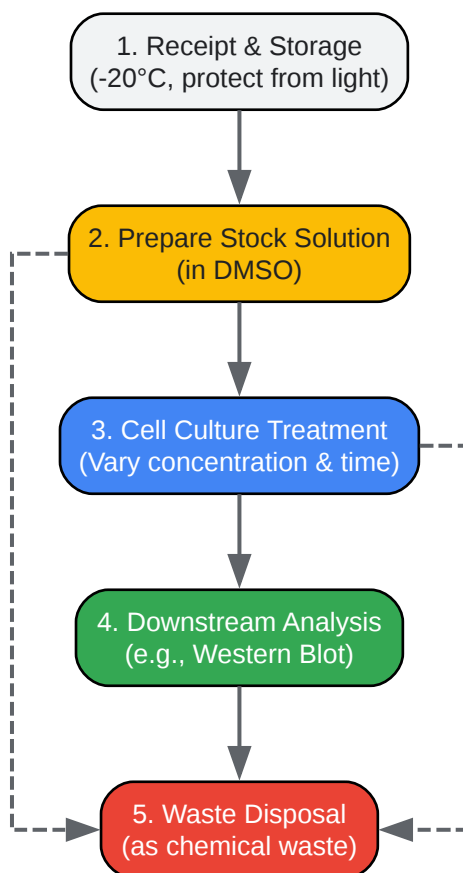 1. Receipt & Storage
(-20°C, protect from light)
2. Prepare Stock Solution
(in DMSO)
3. Cell Culture Treatment
(Vary concentration & time)
4. Downstream Analysis
(e.g., Western Blot)
5. Waste Disposal
(as chemical waste)